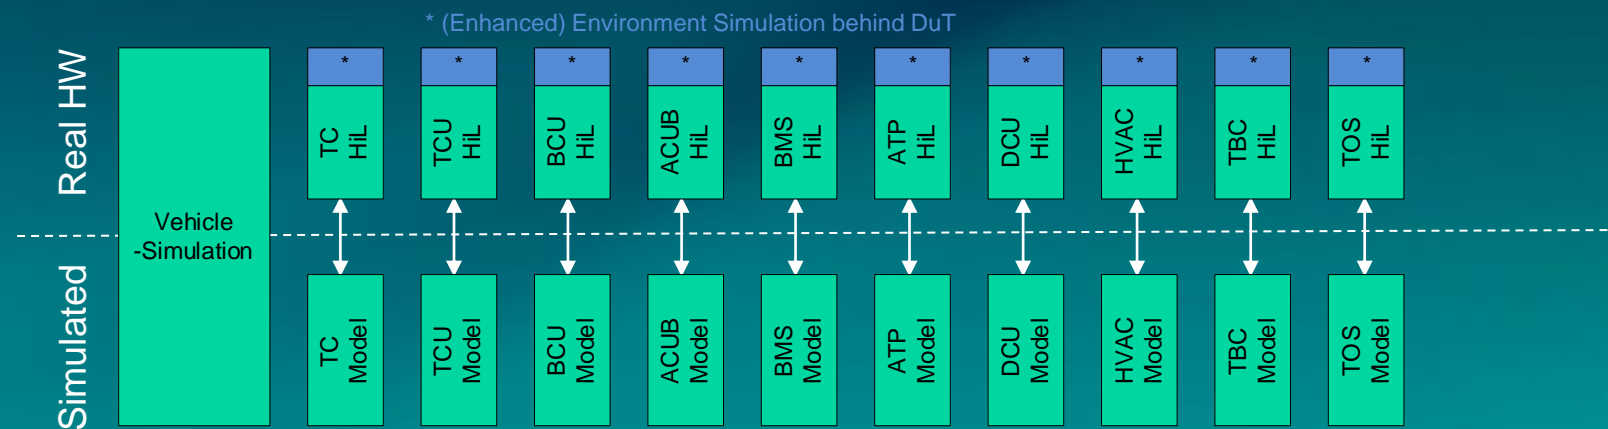 * (Enhanced) Environment Simulation behind DuT
Real HW
Simulated
Vehicle
-Simulation
*
TC
HiL
*
TCU
HiL
*
BCU
HiL
*
ACUB
HiL
*
BMS
HiL
*
ATP
HiL
*
DCU
HiL
*
HVAC
HiL
*
TBC
HiL
*
TOS
HiL
TC
Model
TCU
Model
BCU
Model
ACUB
Model
BMS
Model
ATP
Model
DCU
Model
HVAC
Model
TBC
Model
TOS
Model